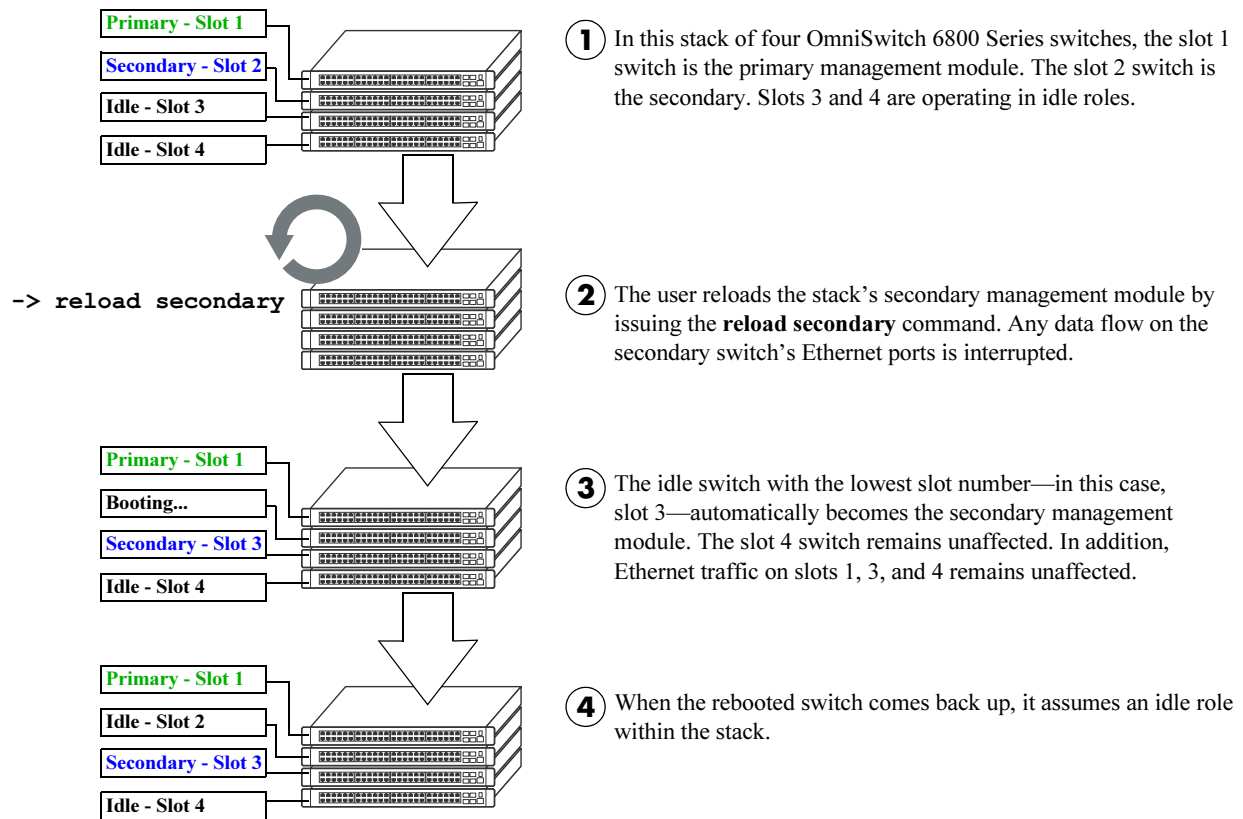 Primary - Slot 1
Secondary - Slot 2
Idle - Slot 3
Idle - Slot 4
1 In this stack of four OmniSwitch 6800 Series switches, the slot 1
switch is the primary management module. The slot 2 switch is
the secondary. Slots 3 and 4 are operating in idle roles.
-> reload secondary
2 The user reloads the stack’s secondary management module by
issuing the reload secondary command. Any data flow on the
secondary switch’s Ethernet ports is interrupted.
Primary - Slot 1
Booting...
Secondary - Slot 3
Idle - Slot 4
3 The idle switch with the lowest slot number—in this case,
slot 3—automatically becomes the secondary management
module. The slot 4 switch remains unaffected. In addition,
Ethernet traffic on slots 1, 3, and 4 remains unaffected.
Primary - Slot 1
Idle - Slot 2
Secondary - Slot 3
Idle - Slot 4
4 When the rebooted switch comes back up, it assumes an idle role
within the stack.